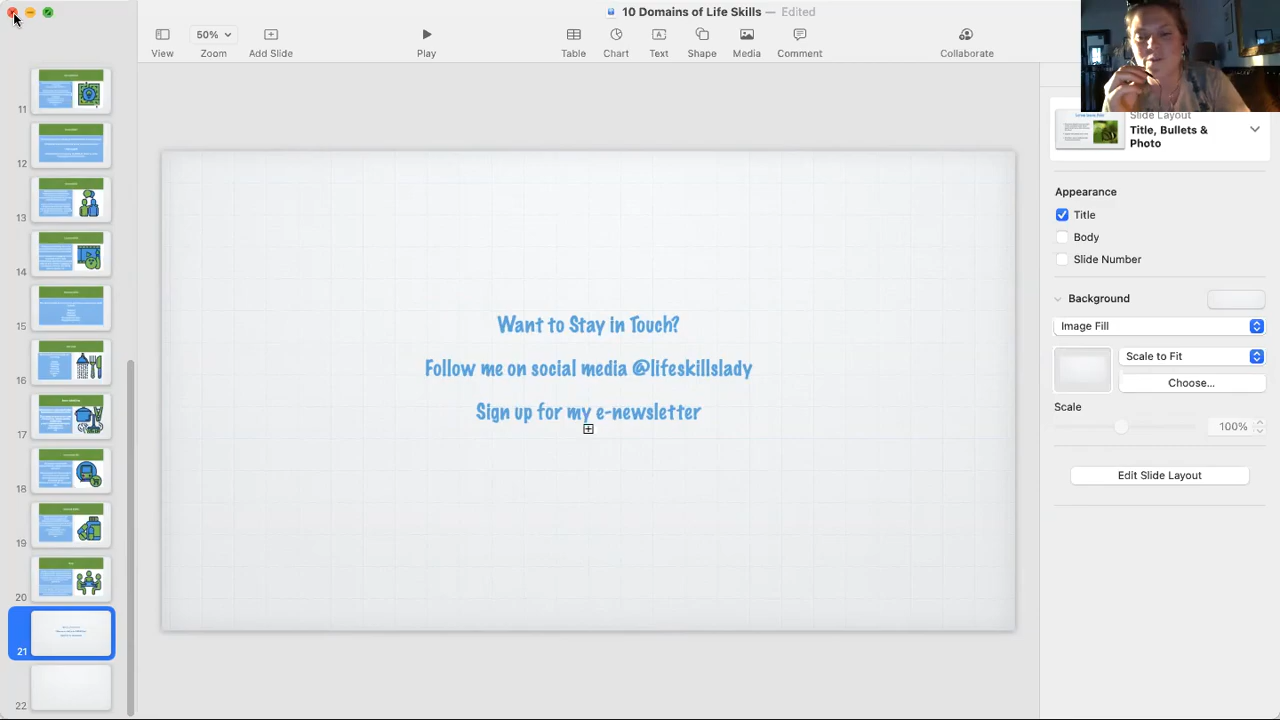 10 Domains of Life Skills — Edited
View
50%
Zoom
Add Slide
Play
Table
Chart
Text
Shape
Media
Comment
Collaborate
11
12
13
14
15
16
17
18
19
20
21
22
Want to Stay in Touch?
Follow me on social media @lifeskillslady
Sign up for my e-newsletter
Slide Layout
Title, Bullets &
Photo
Appearance
Title
Body
Slide Number
Background
Image Fill
Scale to Fit
Choose...
Scale
100%
Edit Slide Layout